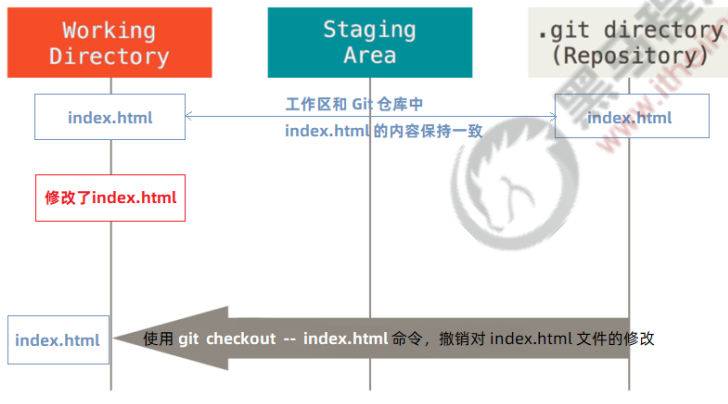 Working
Directory
Staging
Area
.git directory
(Repository)
index.html
工作区和 Git 仓库中
index.html 的内容保持一致
index.html
修改了index.html
index.html
使用 git checkout -- index.html 命令，撤销对 index.html 文件的修改